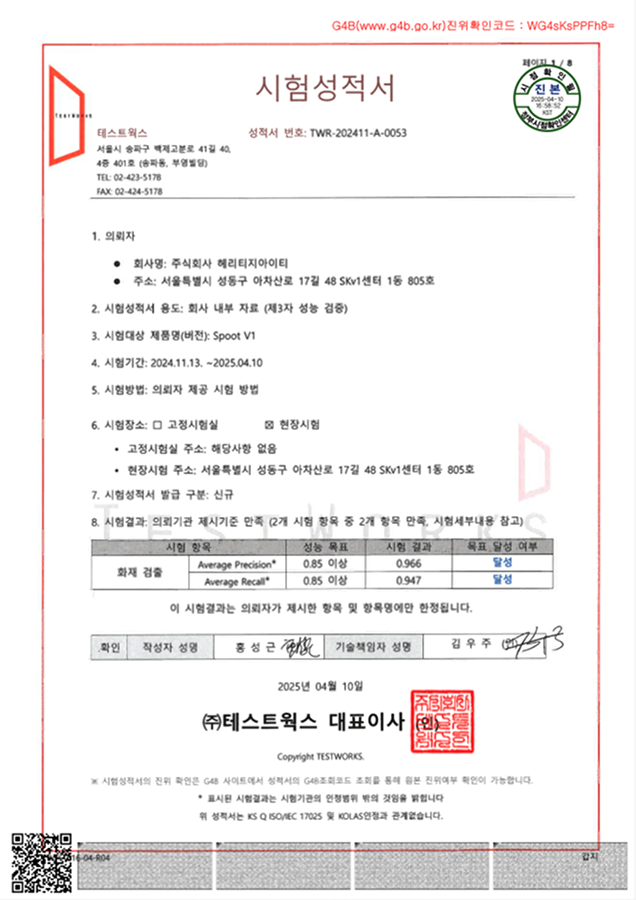 G4B(www.g4b.go.kr)진위확인코드 : WG4sKsPPFh8=
페이지 1 / 8
시험성적서
시점확인필
진 본
2025-04-10
16:58:52
KST
TESTWORKS
테스트웍스
성적서 번호: TWR-202411-A-0053
서울시 송파구 백제고분로 41길 40,
4층 401호 (송파동, 부영빌딩)
TEL: 02-423-5178
FAX: 02-424-5178
1. 의뢰자
● 회사명: 주식회사 헤리티지아이티
● 주소: 서울특별시 성동구 아차산로 17길 48 SKv1센터 1동 805호
2. 시험성적서 용도: 회사 내부 자료 (제3자 성능 검증)
3. 시험대상 제품명(버전): Spoot V1
4. 시험기간: 2024.11.13. ~2025.04.10
5. 시험방법: 의뢰자 제공 시험 방법
6. 시험장소: ☐ 고정시험실 ☒ 현장시험
• 고정시험실 주소: 해당사항 없음
• 현장시험 주소: 서울특별시 성동구 아차산로 17길 48 SKv1센터 1동 805호
7. 시험성적서 발급 구분: 신규
TESTWORKS
8. 시험결과: 의뢰기관 제시기준 만족 (2개 시험 항목 중 2개 항목 만족, 시험세부내용 참고)
시험 항목 성능 목표 시험 결과 목표 달성 여부
화재 검출 Average Precision* 0.85 이상 0.966 달성
Average Recall* 0.85 이상 0.947 달성
이 시험결과는 의뢰자가 제시한 항목 및 항목명에만 한정됩니다.
확인 작성자 성명 홍성근 기술책임자 성명 김우주 (인)
2025년 04월 10일
㈜테스트웍스 대표이사 (인)
Copyright TESTWORKS.
※ 시험성적서의 진위 확인은 G4B 사이트에서 성적서의 G4B조회코드 조회를 통해 원본 진위여부 확인이 가능합니다.
* 표시된 시험결과는 시험기관의 인정범위 밖의 것임을 밝힙니다
위 성적서는 KS Q ISO/IEC 17025 및 KOLAS인정과 관계없습니다.
16-04-R04
갑지